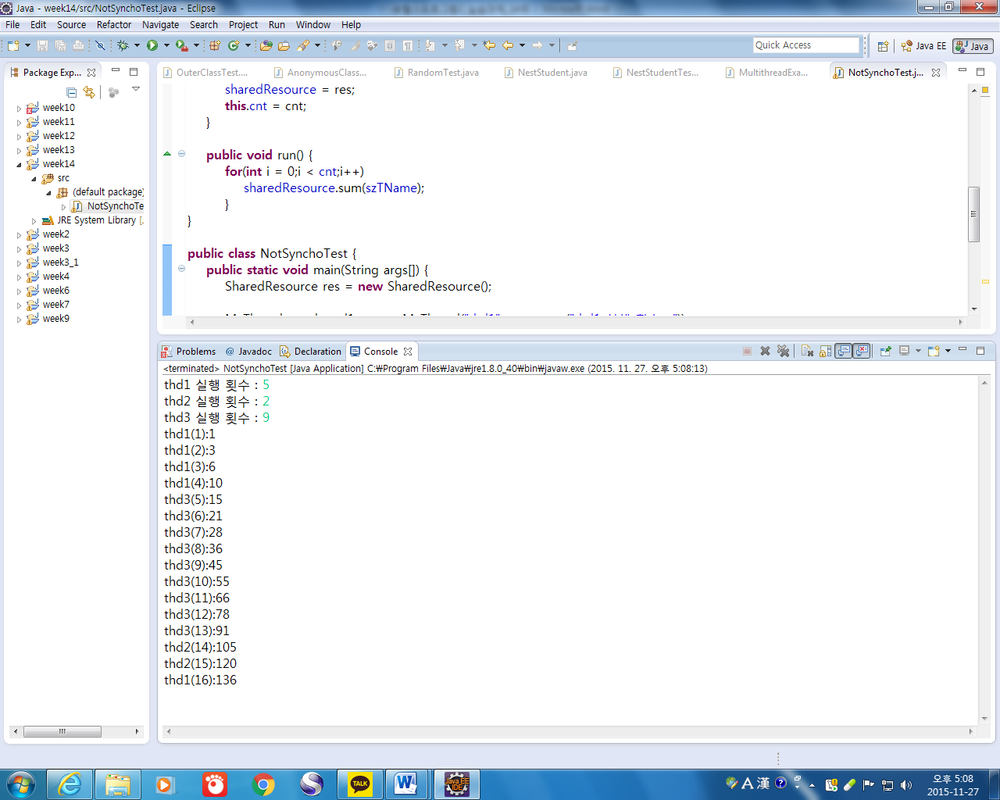 Java - week14/src/NotSynchoTest.java - Eclipse
File Edit Source Refactor Navigate Search Project Run Window Help
Quick Access
Java EE
Java
Package Exp...
OuterClassTest....
AnonymousClass...
RandomTest.java
NestStudent.java
NestStudentTes...
MultithreadExa...
NotSynchoTest.j...
week10
week11
week12
week13
week14
src
(default package)
NotSynchoTe
JRE System Library [.
week2
week3
week3_1
week4
week6
week7
week9
sharedResource = res;
this.cnt = cnt;
}
public void run() {
for(int i = 0;i < cnt;i++)
sharedResource.sum(szTName);
}
}
public class NotSynchoTest {
public static void main(String args[]) {
SharedResource res = new SharedResource();
Problems
@ Javadoc
Declaration
Console
<terminated> NotSynchoTest [Java Application] C:₩Program Files₩Java₩jre1.8.0_40₩bin₩javaw.exe (2015. 11. 27. 오후 5:08:13)
thd1 실행 횟수 : 5
thd2 실행 횟수 : 2
thd3 실행 횟수 : 9
thd1(1):1
thd1(2):3
thd1(3):6
thd1(4):10
thd3(5):15
thd3(6):21
thd3(7):28
thd3(8):36
thd3(9):45
thd3(10):55
thd3(11):66
thd3(12):78
thd3(13):91
thd2(14):105
thd2(15):120
thd1(16):136
TALK
Java EE
IDE
A 漢
오후 5:08
2015-11-27